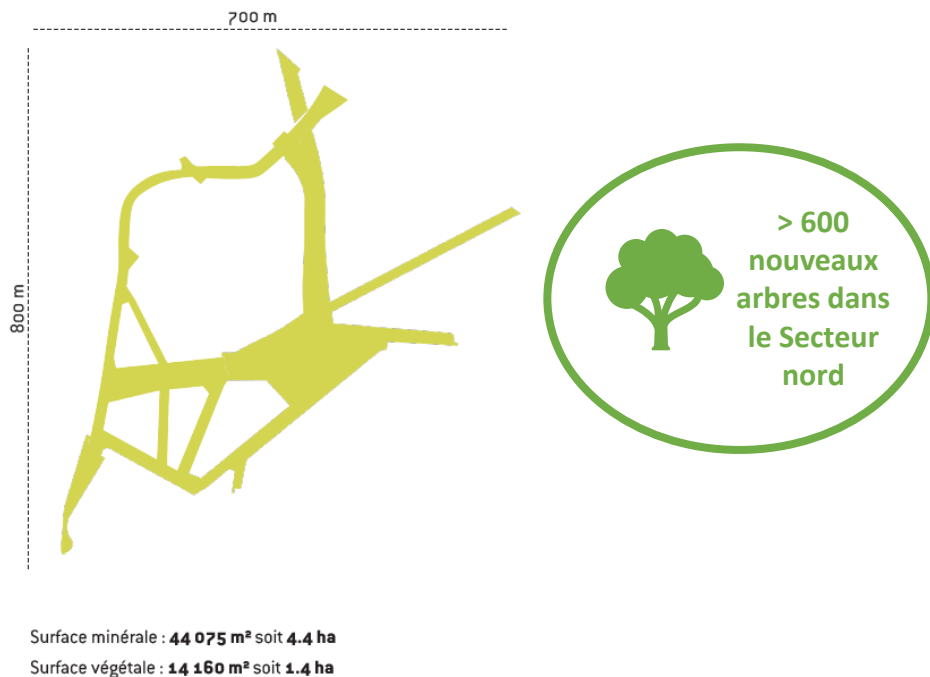 700 m
800 m
> 600
nouveaux
arbres dans
le Secteur
nord
Surface minérale : 44 075 m² soit 4.4 ha
Surface végétale : 14 160 m² soit 1.4 ha